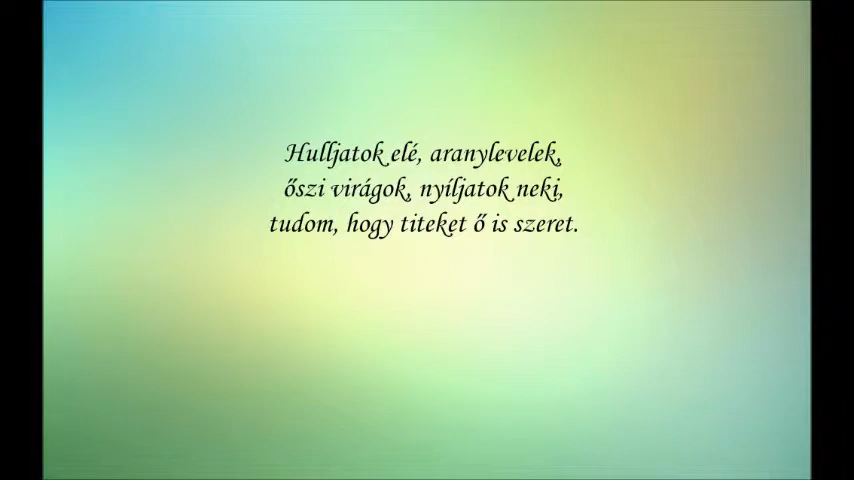 Hulljatok elé, aranylevelek,
őszi virágok, nyíljatok neki,
tudom, hogy titeket ő is szeret.